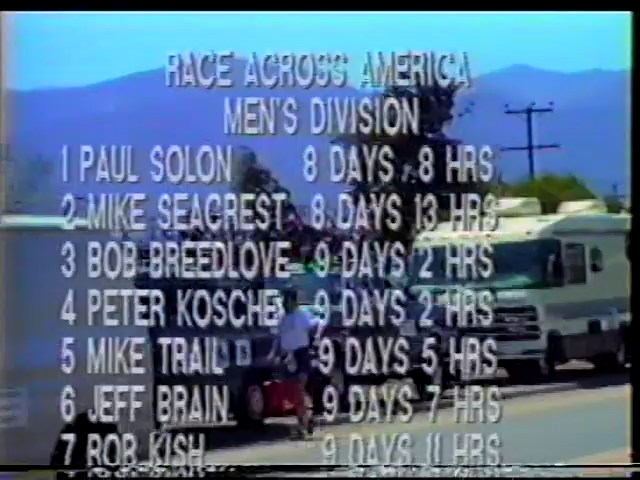 RACE ACROSS AMERICA
MEN'S DIVISION
1 PAUL SOLON 8 DAYS 8 HRS
2 MIKE SEACREST 8 DAYS 13 HRS
3 BOB BREEDLOVE 9 DAYS 2 HRS
4 PETER KOSCHE 9 DAYS 2 HRS
5 MIKE TRAIL 9 DAYS 5 HRS
6 JEFF BRAIN 9 DAYS 7 HRS
7 ROB KISH 9 DAYS 11 HRS